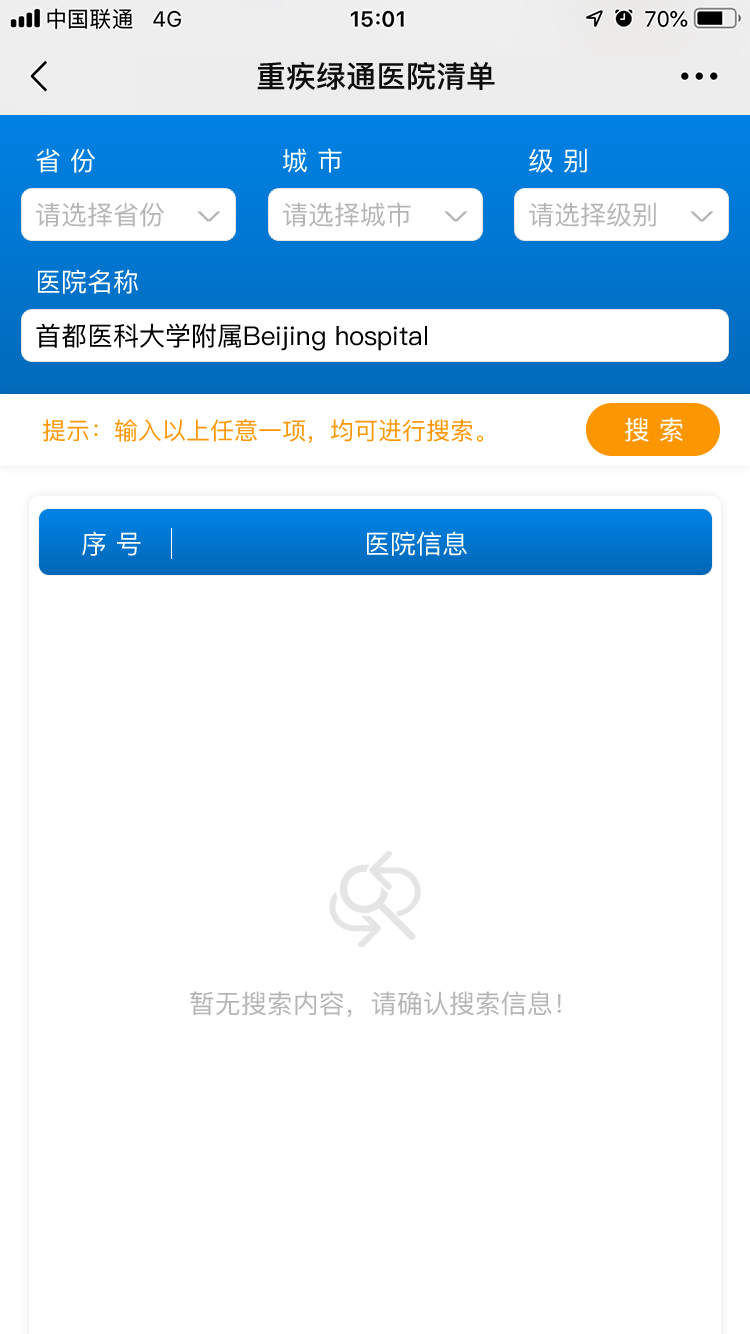 中国联通 4G 15:01 70%
重疾绿通医院清单
省 份 城 市 级 别
请选择省份 请选择城市 请选择级别
医院名称
首都医科大学附属Beijing hospital
提示：输入以上任意一项，均可进行搜索。 搜 索
序 号 医院信息
暂无搜索内容，请确认搜索信息！